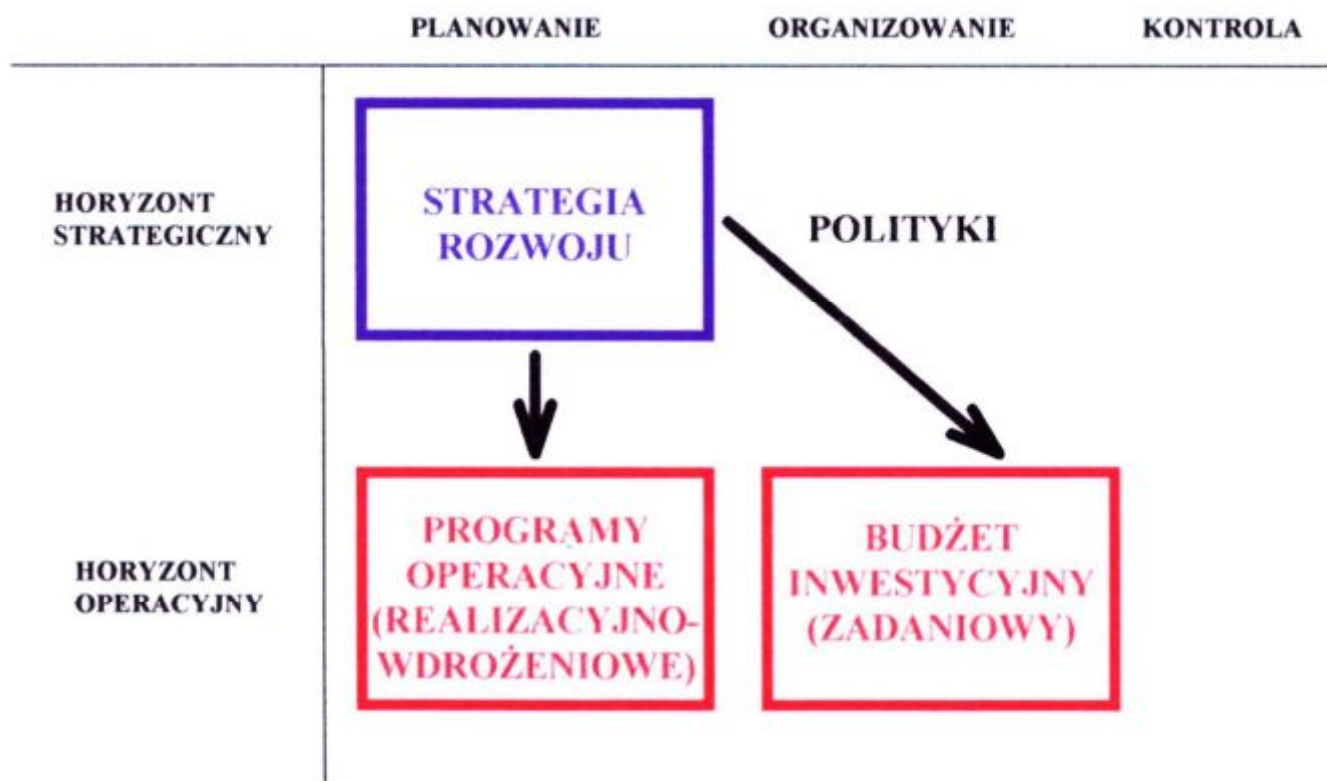 PLANOWANIE ORGANIZOWANIE KONTROLA
HORYZONT
STRATEGICZNY
STRATEGIA
ROZWOJU
POLITYKI
HORYZONT
OPERACYJNY
PROGRAMY
OPERACYJNE
(REALIZACYJNO-
WDROŻENIOWE)
BUDŻET
INWESTYCYJNY
(ZADANIOWY)